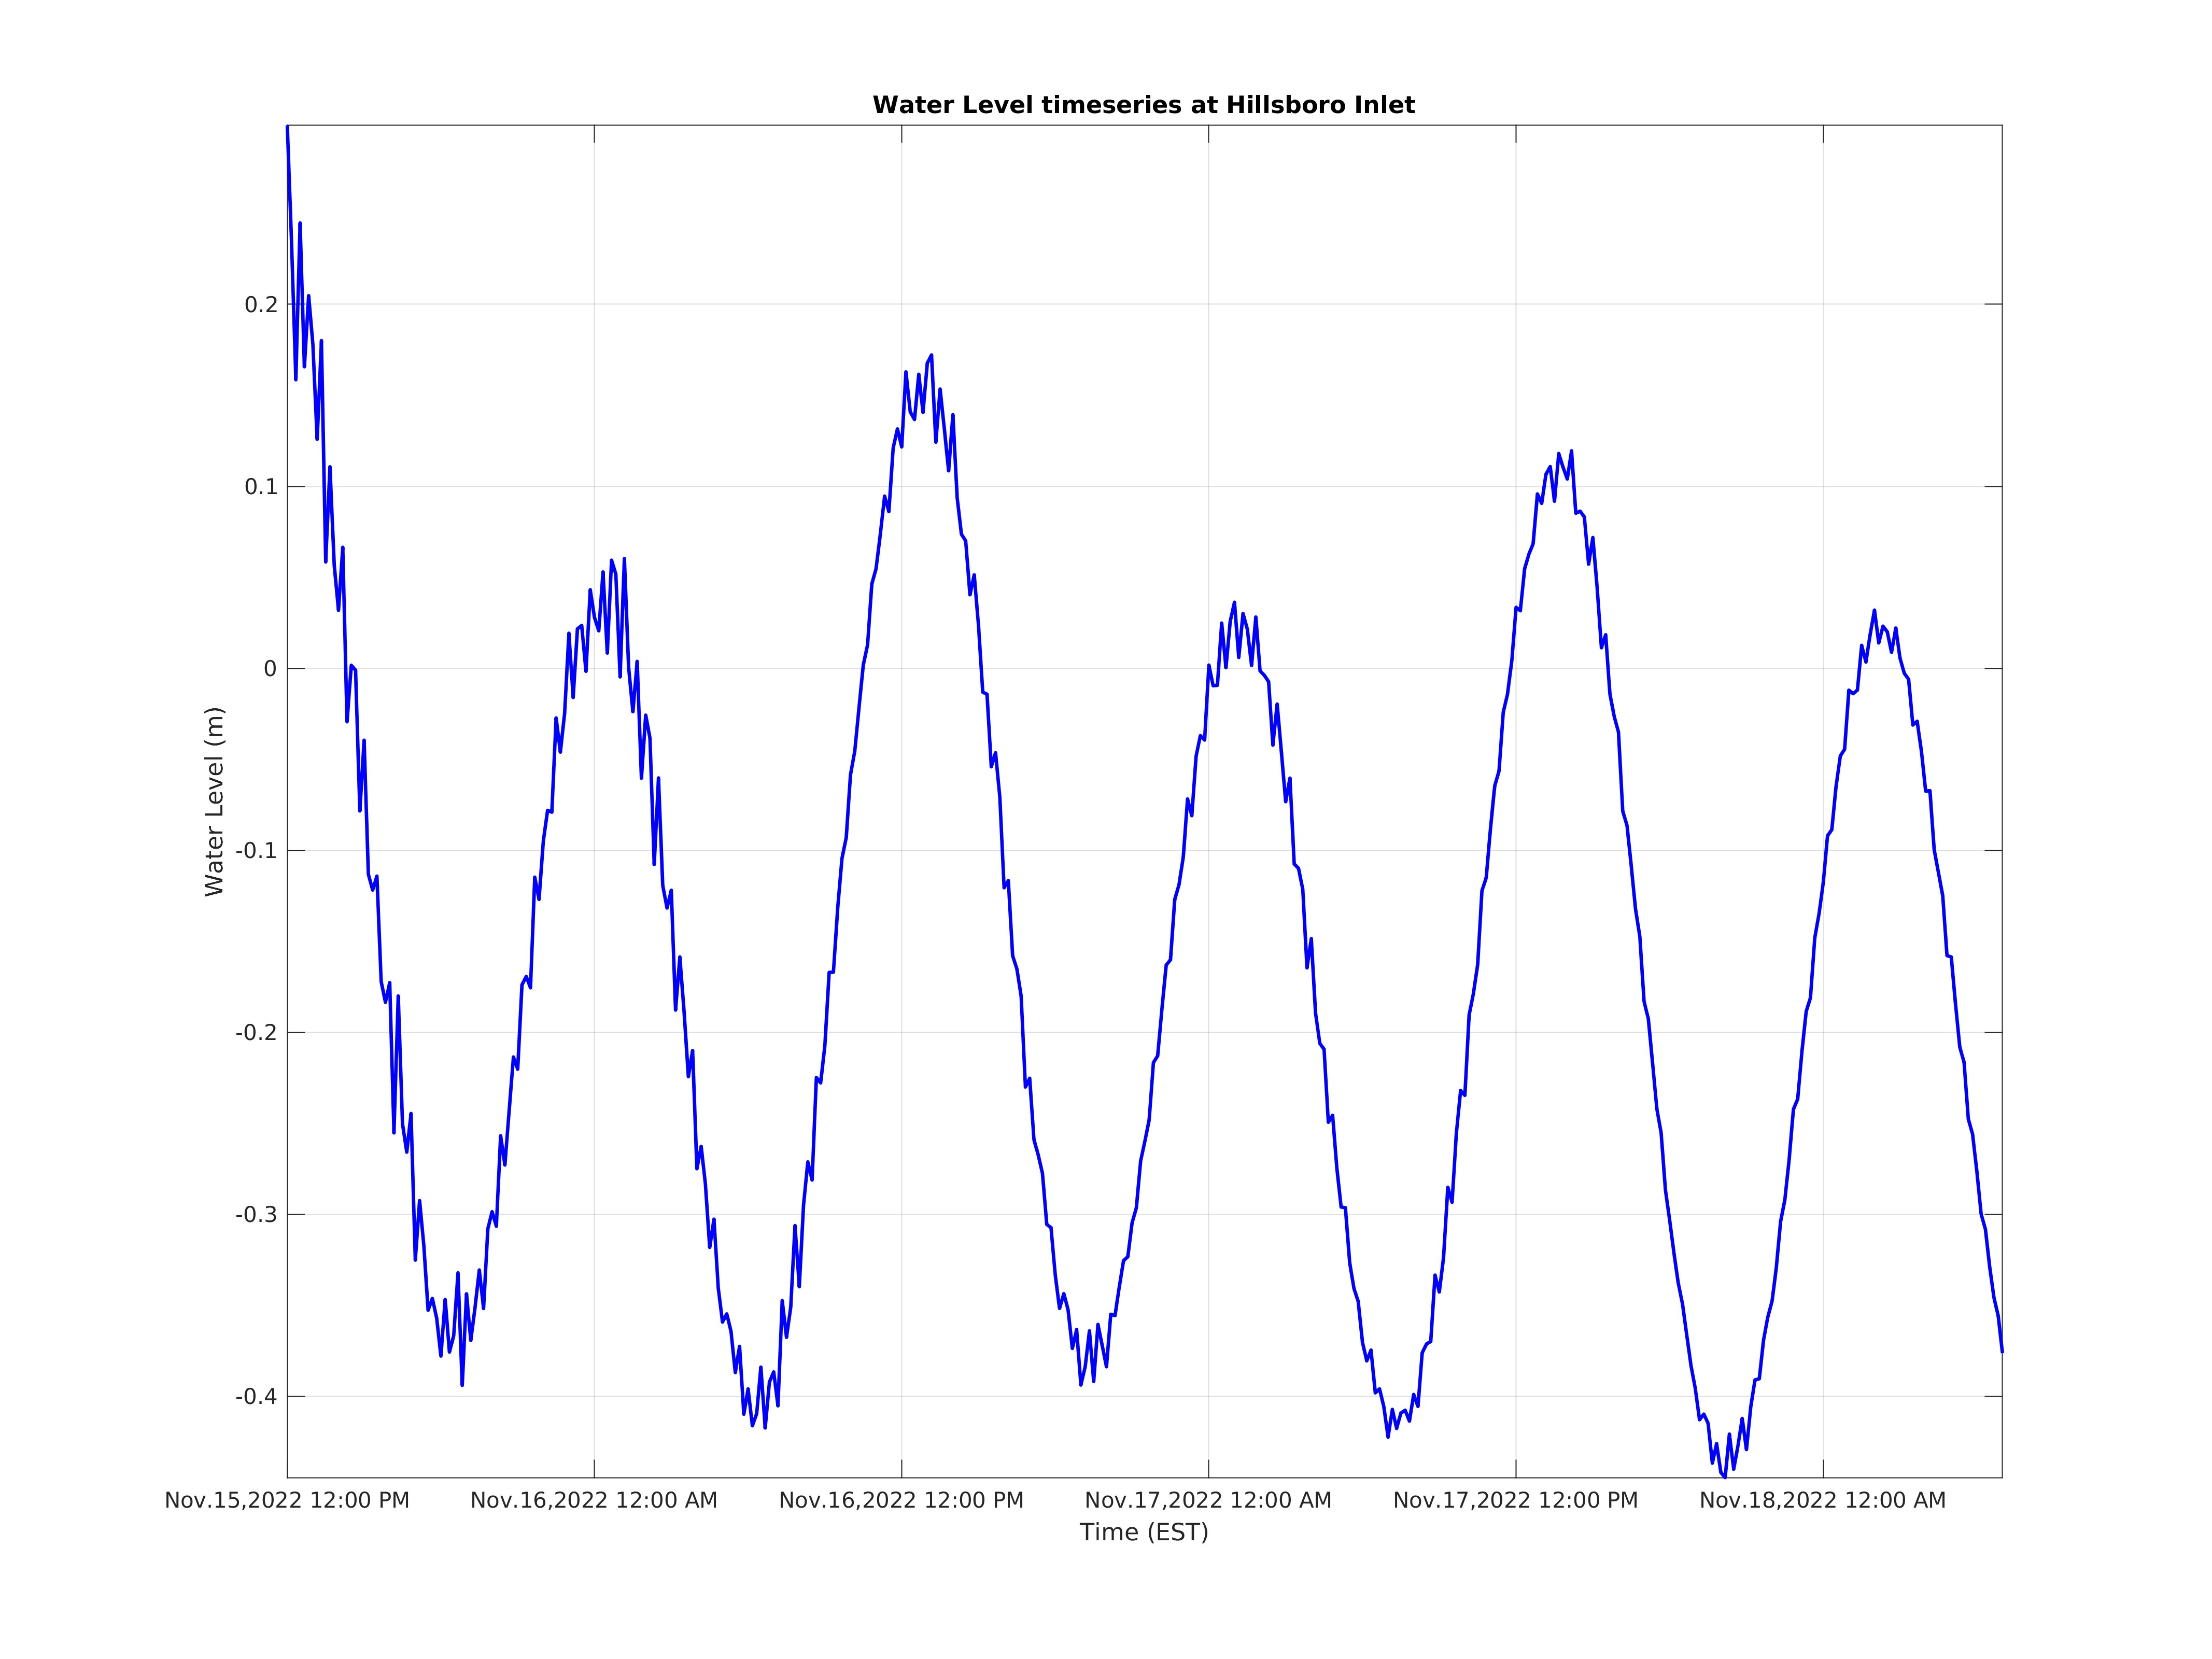 Water Level timeseries at Hillsboro Inlet
0.2
0.1
0
-0.1
-0.2
-0.3
-0.4
Water Level (m)
Nov.15,2022 12:00 PM
Nov.16,2022 12:00 AM
Nov.16,2022 12:00 PM
Nov.17,2022 12:00 AM
Nov.17,2022 12:00 PM
Nov.18,2022 12:00 AM
Time (EST)